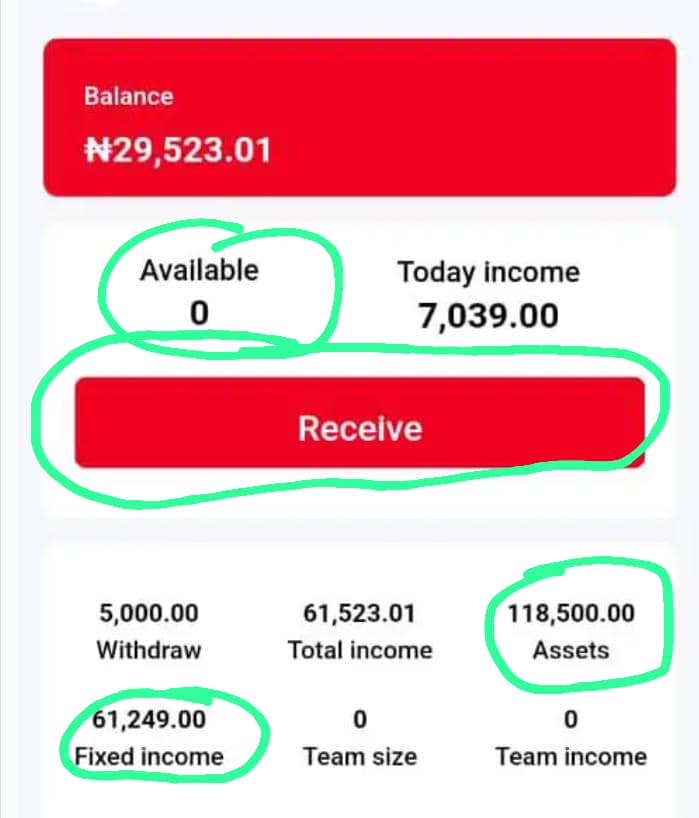 Balance
₦29,523.01
Available Today income
0 7,039.00
Receive
5,000.00 61,523.01 118,500.00
Withdraw Total income Assets
61,249.00 0 0
Fixed income Team size Team income